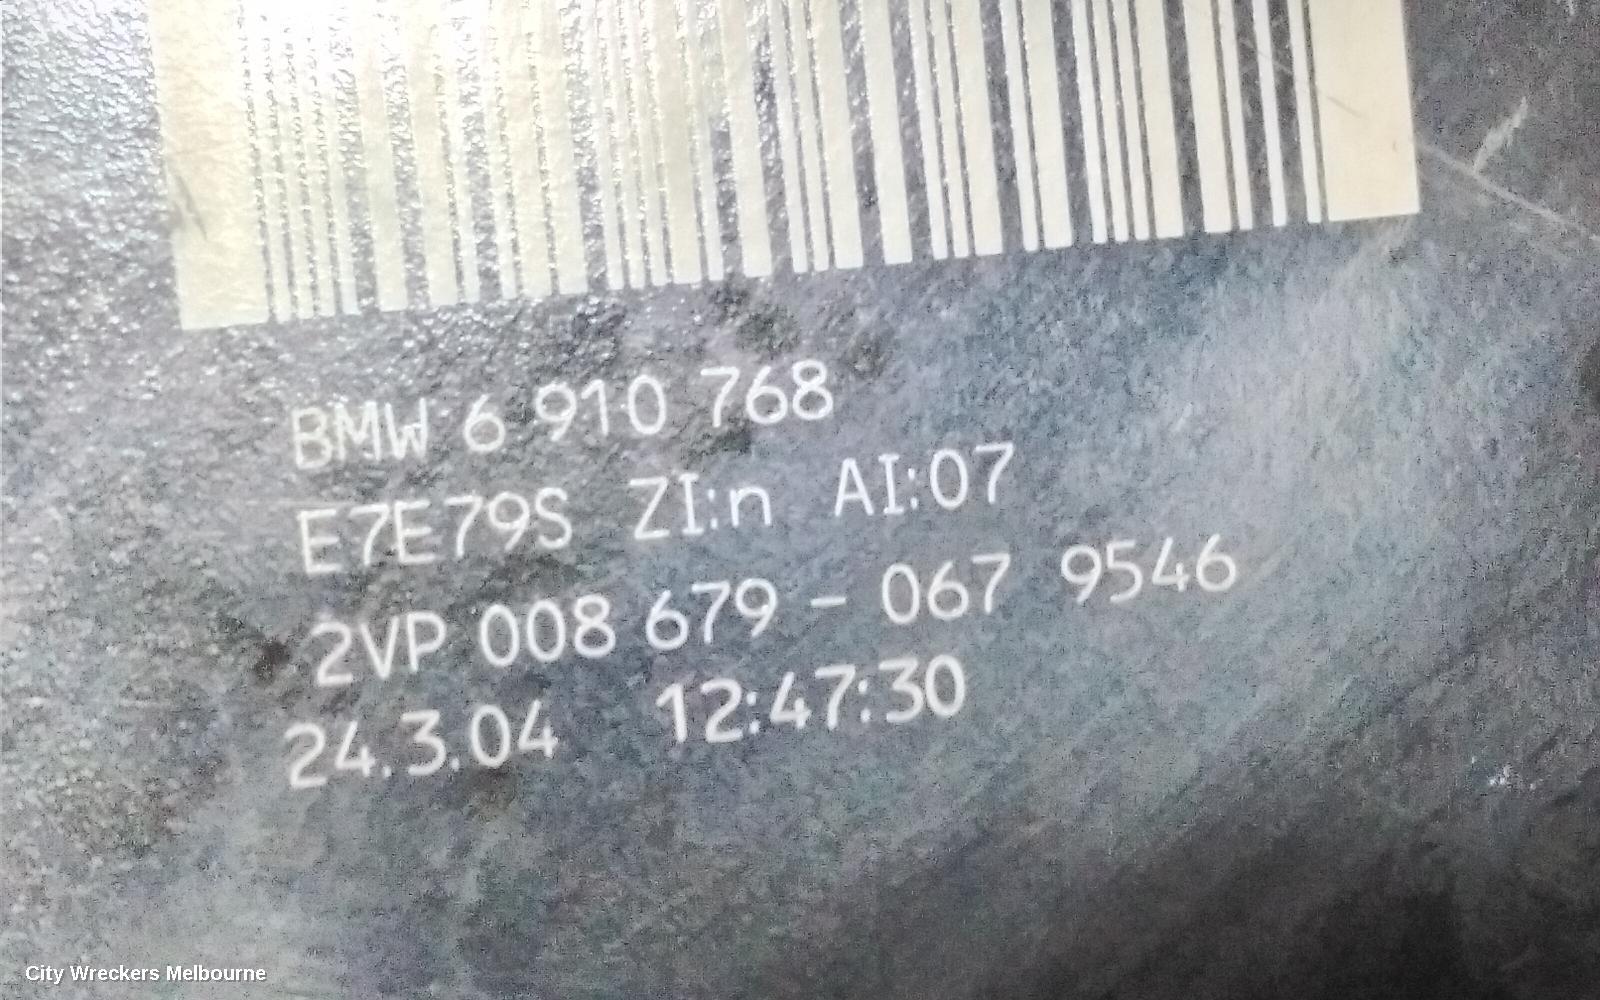 BMW 6 910 768
E7E79S ZI:n AI:07
2VP 008 679 - 067 9546
24.3.04 12:47:30
City Wreckers Melbourne